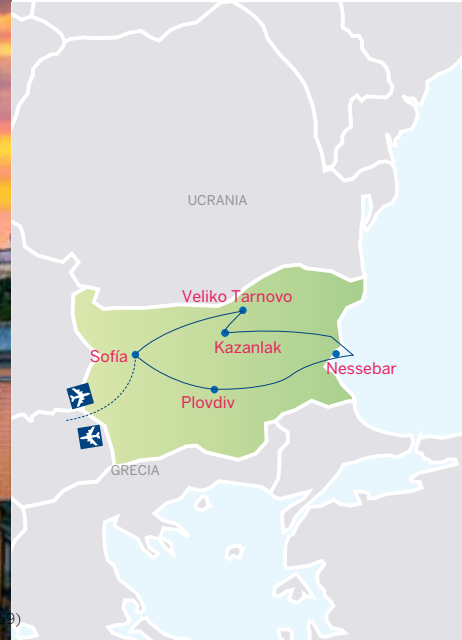 UCRANIA
Veliko Tarnovo
Kazanlak
Sofía
Nessebar
Plovdiv
GRECIA